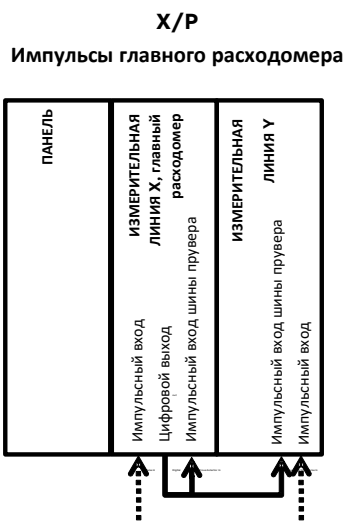 X/P
Импульсы главного расходомера
ПАНЕЛЬ
ИЗМЕРИТЕЛЬНАЯ
ЛИНИЯ X, главный
расходомер
Импульсный вход
Цифровой выход
Импульсный вход шины прувера
ИЗМЕРИТЕЛЬНАЯ
ЛИНИЯ Y
Импульсный вход шины прувера
Импульсный вход